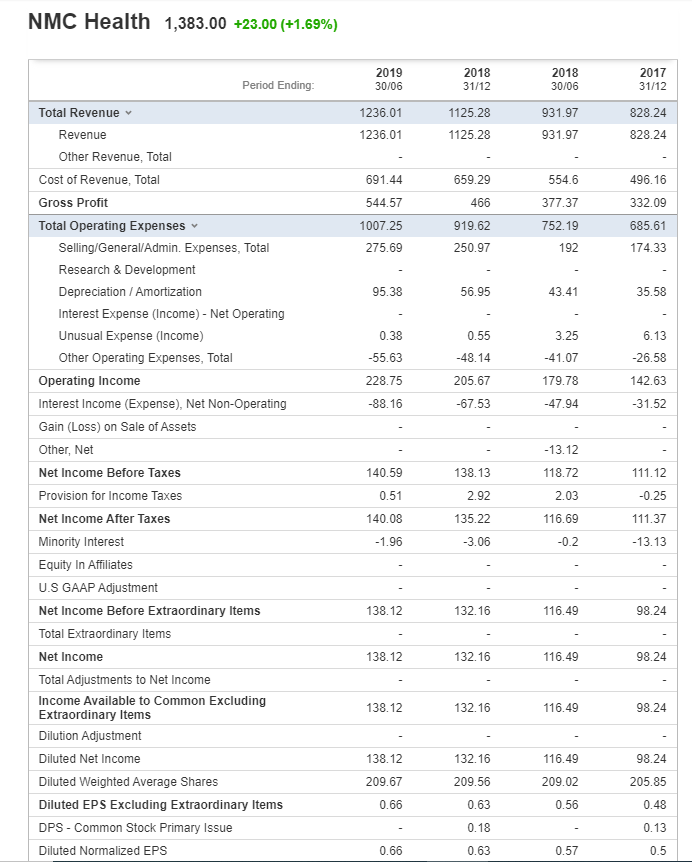 NMC Health 1,383.00 +23.00 (+1.69%)
Period Ending: 2019 30/06 2018 31/12 2018 30/06 2017 31/12
Total Revenue 1236.01 1125.28 931.97 828.24
Revenue 1236.01 1125.28 931.97 828.24
Other Revenue, Total - - - -
Cost of Revenue, Total 691.44 659.29 554.6 496.16
Gross Profit 544.57 466 377.37 332.09
Total Operating Expenses 1007.25 919.62 752.19 685.61
Selling/General/Admin. Expenses, Total 275.69 250.97 192 174.33
Research & Development - - - -
Depreciation / Amortization 95.38 56.95 43.41 35.58
Interest Expense (Income) - Net Operating - - - -
Unusual Expense (Income) 0.38 0.55 3.25 6.13
Other Operating Expenses, Total -55.63 -48.14 -41.07 -26.58
Operating Income 228.75 205.67 179.78 142.63
Interest Income (Expense), Net Non-Operating -88.16 -67.53 -47.94 -31.52
Gain (Loss) on Sale of Assets - - - -
Other, Net - - -13.12 -
Net Income Before Taxes 140.59 138.13 118.72 111.12
Provision for Income Taxes 0.51 2.92 2.03 -0.25
Net Income After Taxes 140.08 135.22 116.69 111.37
Minority Interest -1.96 -3.06 -0.2 -13.13
Equity In Affiliates - - - -
U.S GAAP Adjustment - - - -
Net Income Before Extraordinary Items 138.12 132.16 116.49 98.24
Total Extraordinary Items - - - -
Net Income 138.12 132.16 116.49 98.24
Total Adjustments to Net Income - - - -
Income Available to Common Excluding
Extraordinary Items 138.12 132.16 116.49 98.24
Dilution Adjustment - - - -
Diluted Net Income 138.12 132.16 116.49 98.24
Diluted Weighted Average Shares 209.67 209.56 209.02 205.85
Diluted EPS Excluding Extraordinary Items 0.66 0.63 0.56 0.48
DPS - Common Stock Primary Issue - 0.18 - 0.13
Diluted Normalized EPS 0.66 0.63 0.57 0.5